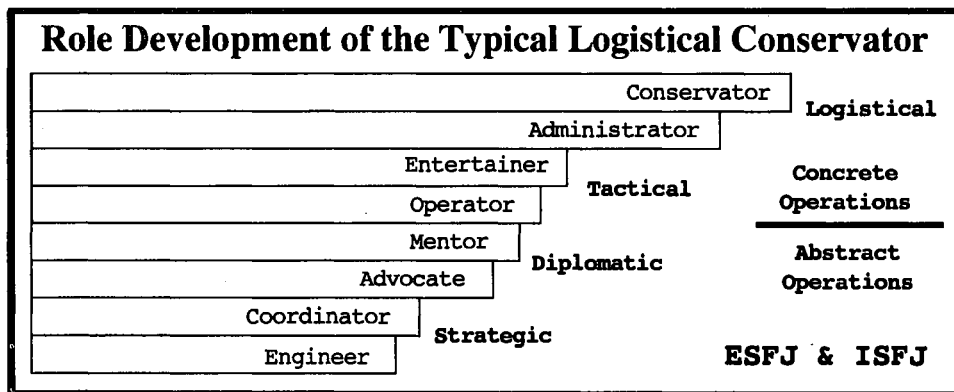 Role Development of the Typical Logistical Conservator
Conservator
Logistical
Administrator
Entertainer
Tactical
Operator
Mentor
Diplomatic
Advocate
Coordinator
Strategic
Engineer
Concrete
Operations
Abstract
Operations
ESFJ & ISFJ